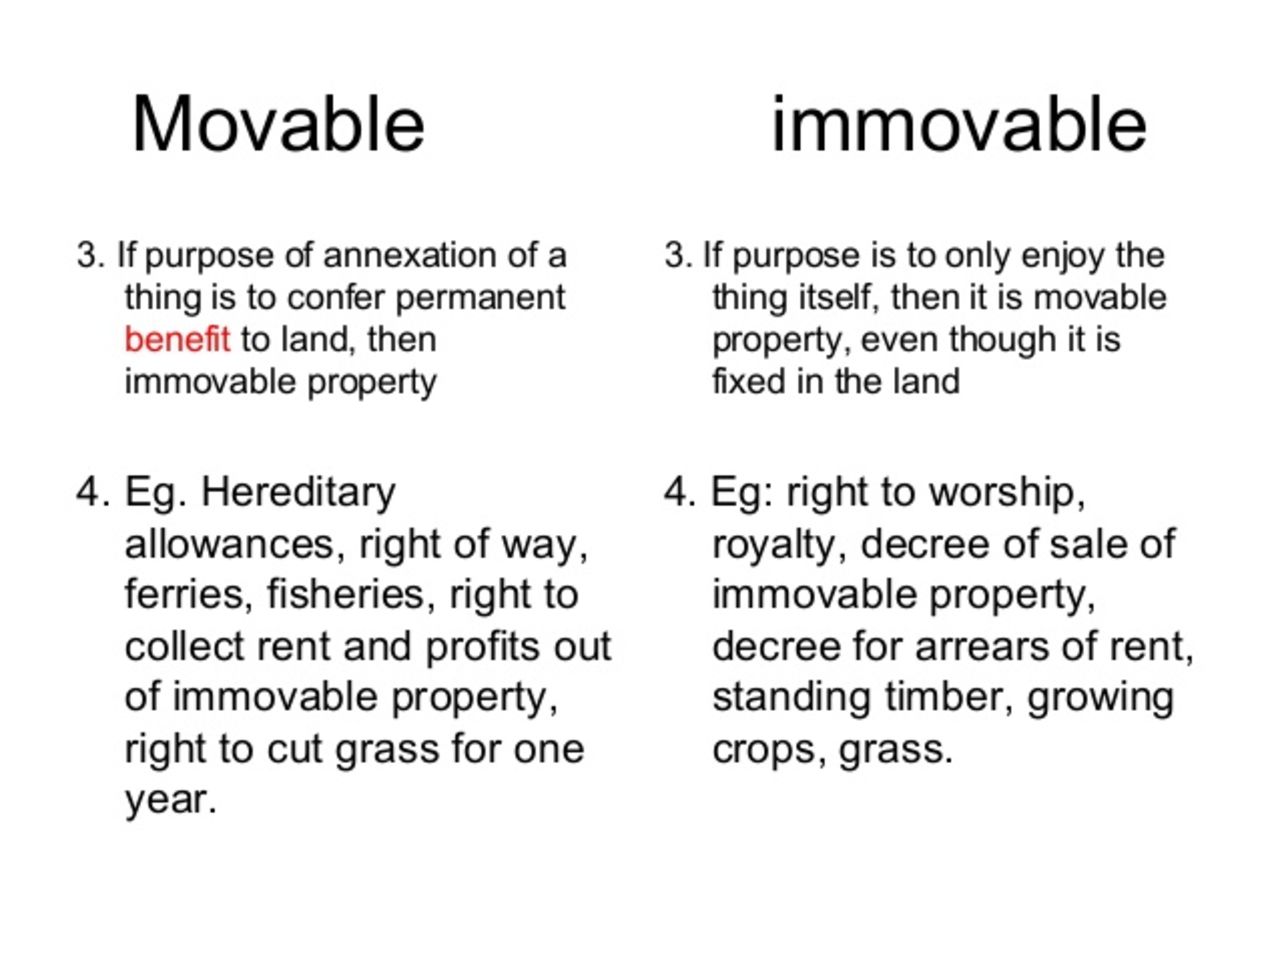 Movable
immovable
3. If purpose of annexation of a
thing is to confer permanent
benefit to land, then
immovable property
4. Eg. Hereditary
allowances, right of way,
ferries, fisheries, right to
collect rent and profits out
of immovable property,
right to cut grass for one
year.
3. If purpose is to only enjoy the
thing itself, then it is movable
property, even though it is
fixed in the land
4. Eg: right to worship,
royalty, decree of sale of
immovable property,
decree for arrears of rent,
standing timber, growing
crops, grass.